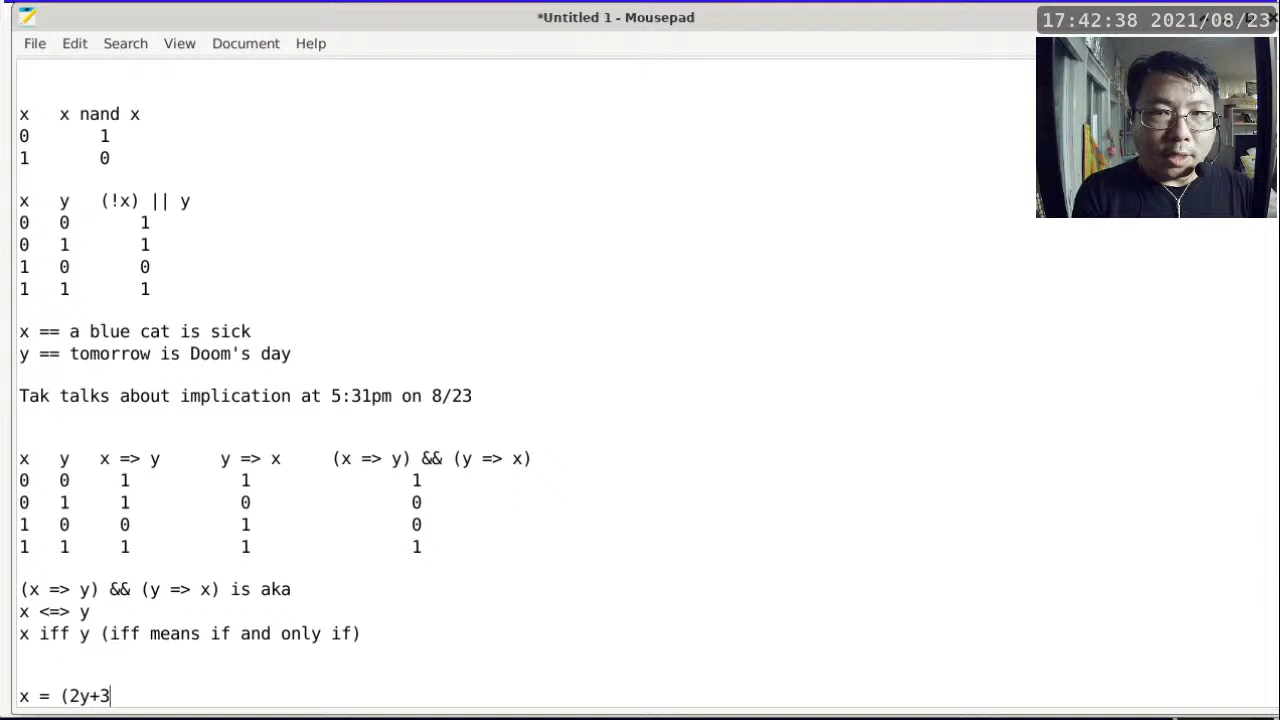 *Untitled 1 - Mousepad
17:42:38 2021/08/23
File Edit Search View Document Help
x x nand x
0 1
1 0
x y (!x) || y
0 0 1
0 1 1
1 0 0
1 1 1
x == a blue cat is sick
y == tomorrow is Doom's day
Tak talks about implication at 5:31pm on 8/23
x y x => y y => x (x => y) && (y => x)
0 0 1 1 1
0 1 1 0 0
1 0 0 1 0
1 1 1 1 1
(x => y) && (y => x) is aka
x <=> y
x iff y (iff means if and only if)
x = (2y+3